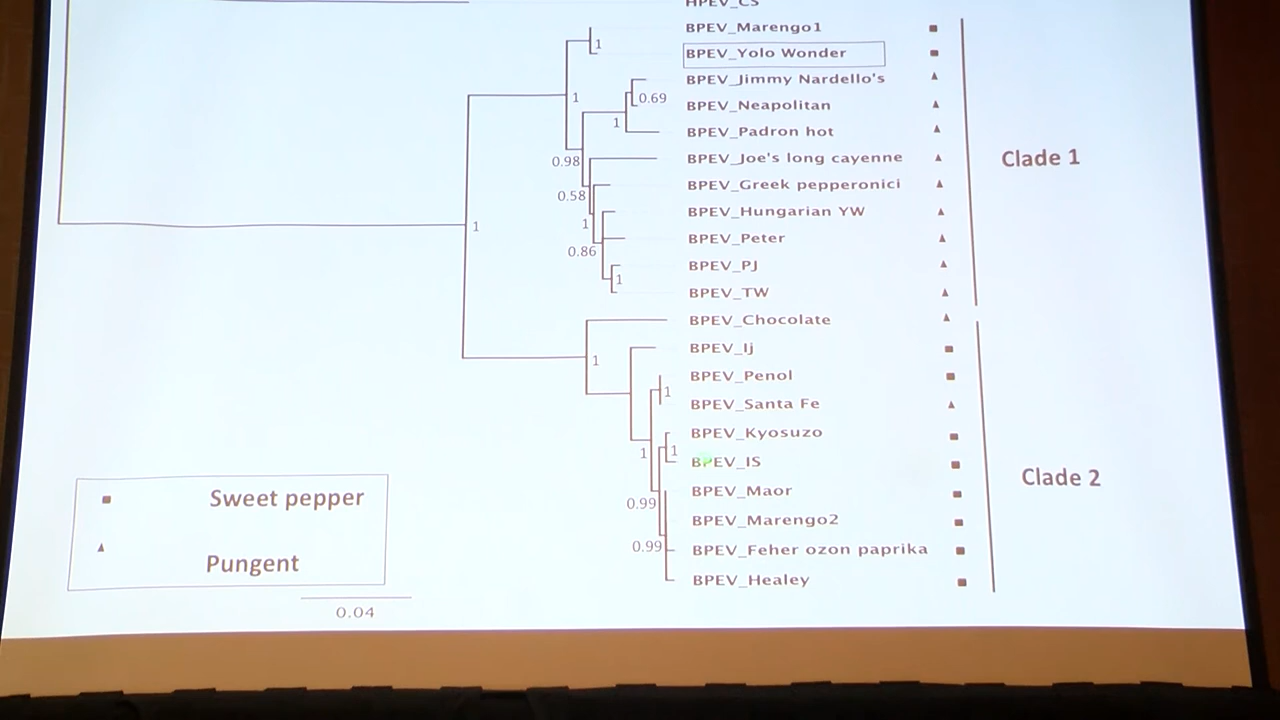 HPEV_CS
BPEV_Marengo1
1
BPEV_Yolo Wonder
BPEV_Jimmy Nardello's
0.69
1
BPEV_Neapolitan
1
BPEV_Padron hot
0.98
BPEV_Joe's long cayenne
Clade 1
BPEV_Greek pepperonici
0.58
BPEV_Hungarian YW
1
1
BPEV_Peter
0.86
BPEV_PJ
1
BPEV_TW
BPEV_Chocolate
BPEV_Ij
1
BPEV_Penol
1
BPEV_Santa Fe
BPEV_Kyosuzo
1
1
BPEV_IS
Clade 2
BPEV_Maor
0.99
BPEV_Marengo2
0.99
BPEV_Feher ozon paprika
BPEV_Healey
Sweet pepper
Pungent
0.04